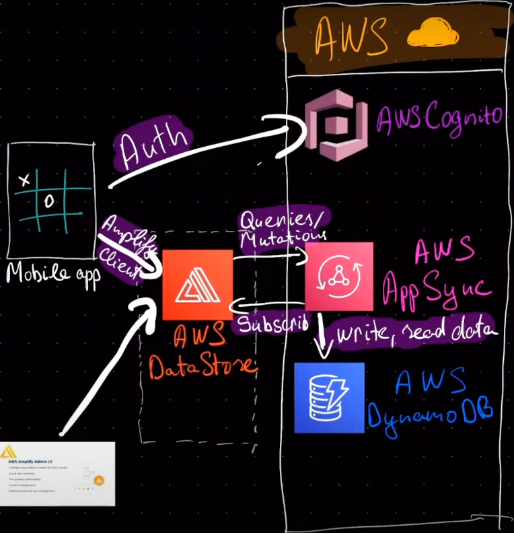 AWS
AWS Cognito
Auth
x
o
Mobile app
Amplify
Client
Queries/
Mutations
AWS
AppSync
Subscrib
AWS
DataStore
write, read data
AWS
DynamoDB
AWS Amplify Admin UI